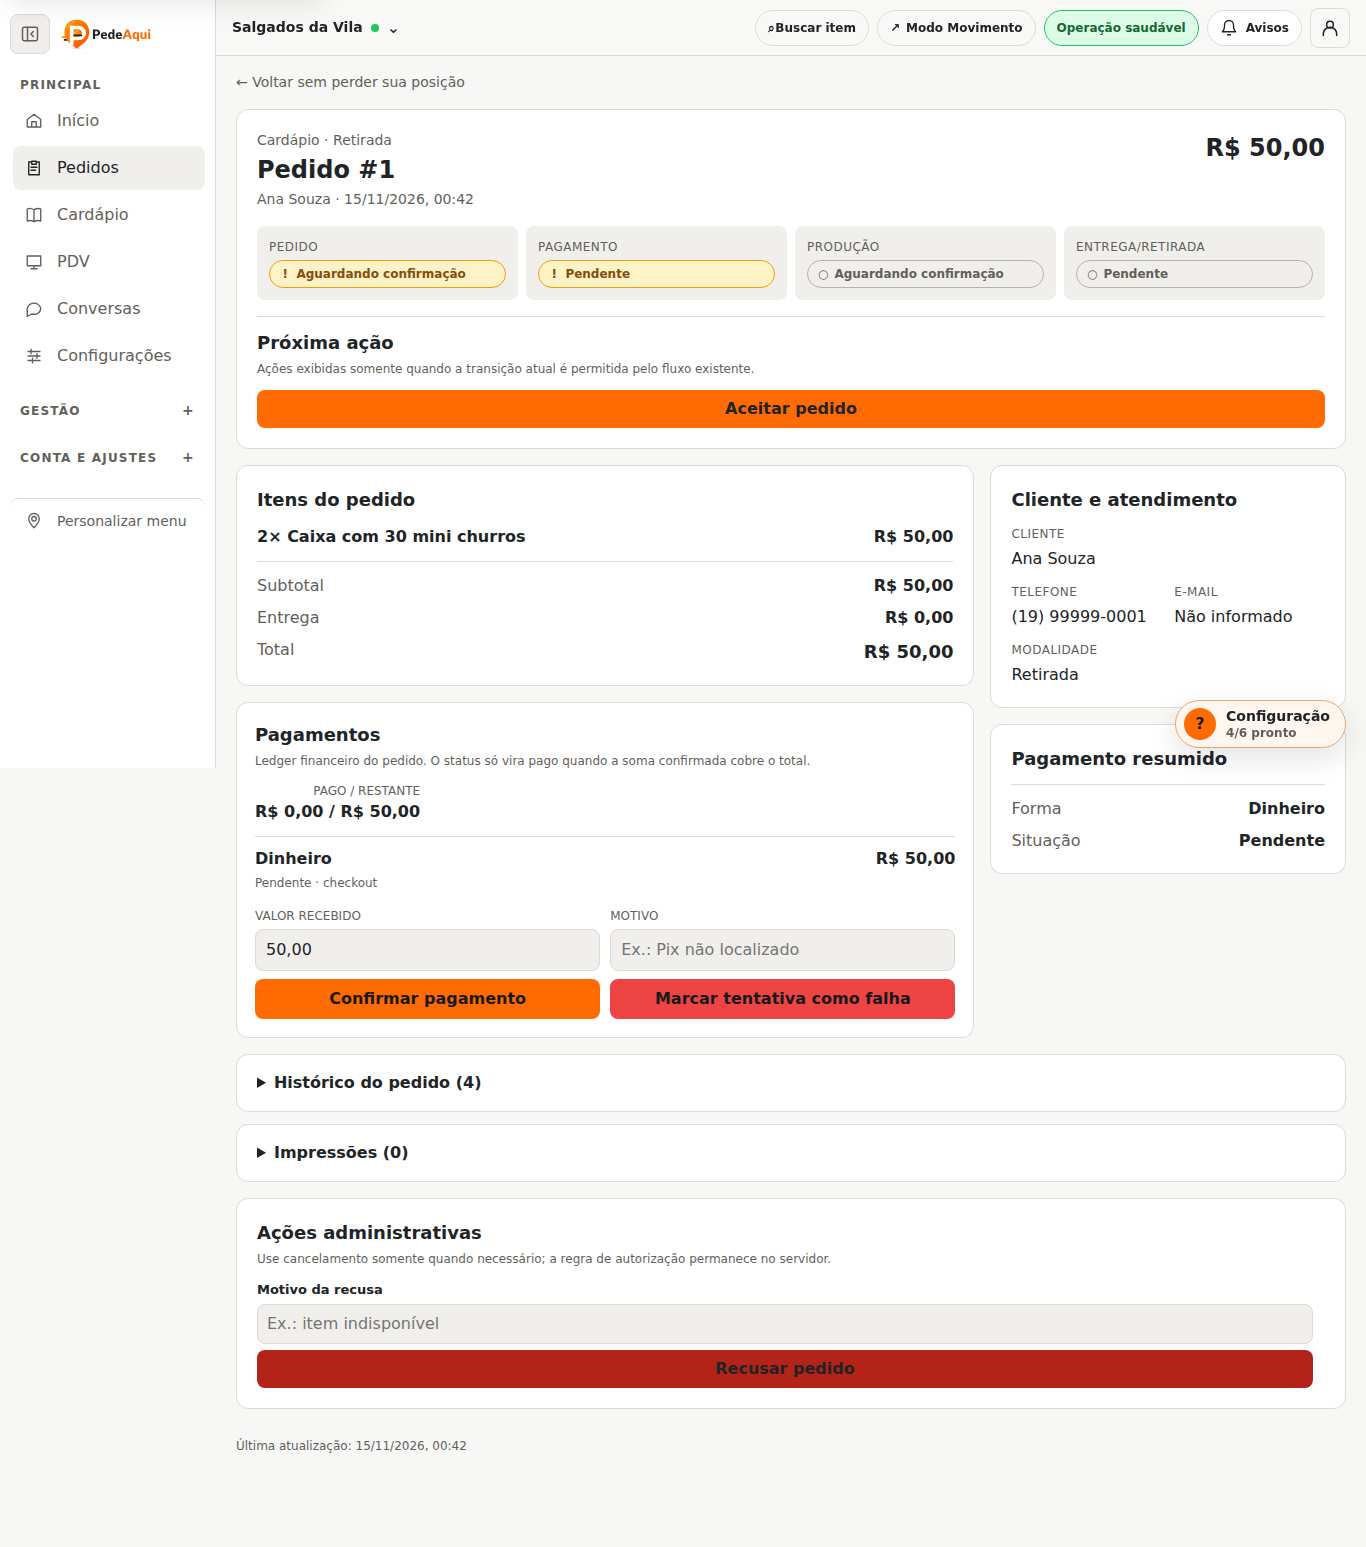 PedeAqui
PRINCIPAL
Início
Pedidos
Cardápio
PDV
Conversas
Configurações
GESTÃO +
CONTA E AJUSTES +
Personalizar menu
Salgados da Vila
Buscar item
↗ Modo Movimento
Operação saudável
Avisos
← Voltar sem perder sua posição
Cardápio · Retirada
Pedido #1
R$ 50,00
Ana Souza · 15/11/2026, 00:42
PEDIDO
! Aguardando confirmação
PAGAMENTO
! Pendente
PRODUÇÃO
○ Aguardando confirmação
ENTREGA/RETIRADA
○ Pendente
Próxima ação
Ações exibidas somente quando a transição atual é permitida pelo fluxo existente.
Aceitar pedido
Itens do pedido
2× Caixa com 30 mini churros R$ 50,00
Subtotal R$ 50,00
Entrega R$ 0,00
Total R$ 50,00
Cliente e atendimento
CLIENTE
Ana Souza
TELEFONE E-MAIL
(19) 99999-0001 Não informado
MODALIDADE
Retirada
? Configuração
4/6 pronto
Pagamentos
Ledger financeiro do pedido. O status só vira pago quando a soma confirmada cobre o total.
PAGO / RESTANTE
R$ 0,00 / R$ 50,00
Dinheiro R$ 50,00
Pendente · checkout
VALOR RECEBIDO MOTIVO
50,00 Ex.: Pix não localizado
Confirmar pagamento Marcar tentativa como falha
Pagamento resumido
Forma Dinheiro
Situação Pendente
▶ Histórico do pedido (4)
▶ Impressões (0)
Ações administrativas
Use cancelamento somente quando necessário; a regra de autorização permanece no servidor.
Motivo da recusa
Ex.: item indisponível
Recusar pedido
Última atualização: 15/11/2026, 00:42